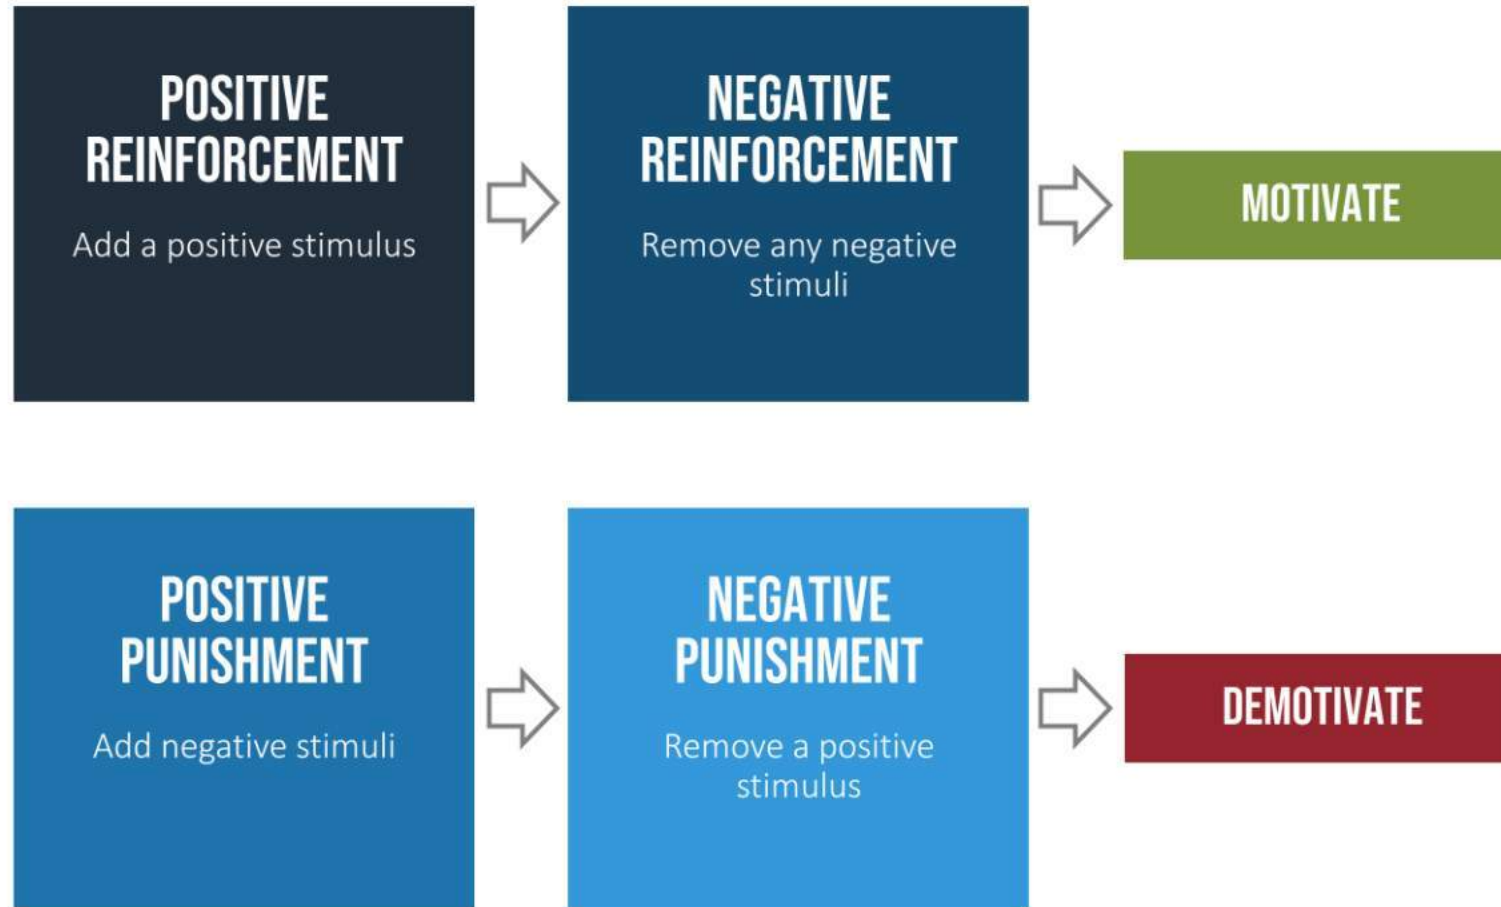 POSITIVE
REINFORCEMENT
Add a positive stimulus
NEGATIVE
REINFORCEMENT
Remove any negative
stimuli
MOTIVATE
POSITIVE
PUNISHMENT
Add negative stimuli
NEGATIVE
PUNISHMENT
Remove a positive
stimulus
DEMOTIVATE